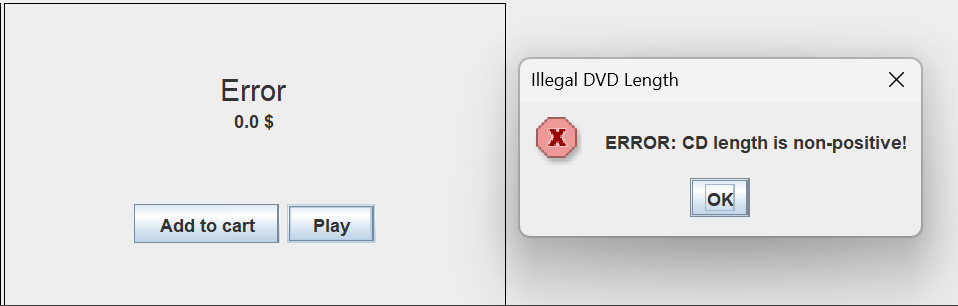 Error
0.0 $
Add to cart
Play
Illegal DVD Length
ERROR: CD length is non-positive!
OK